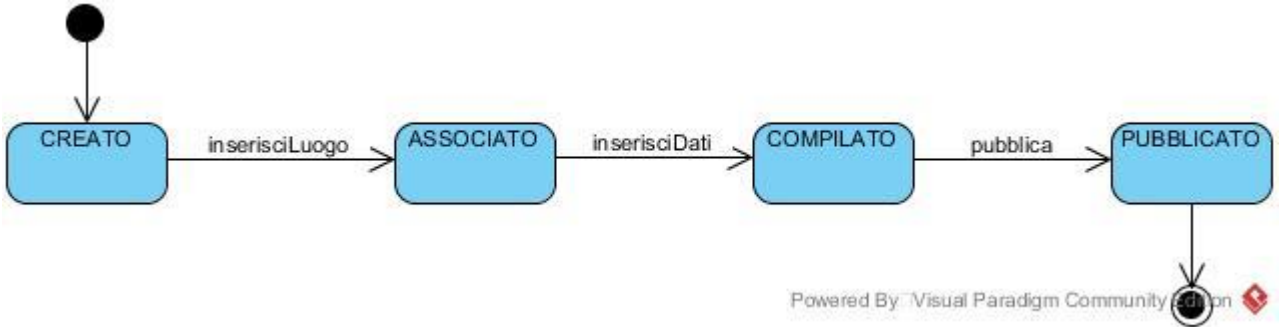 CREATO
inserisciLuogo
ASSOCIATO
inserisciDati
COMPILATO
pubblica
PUBBLICATO
Powered By Visual Paradigm Community Edition